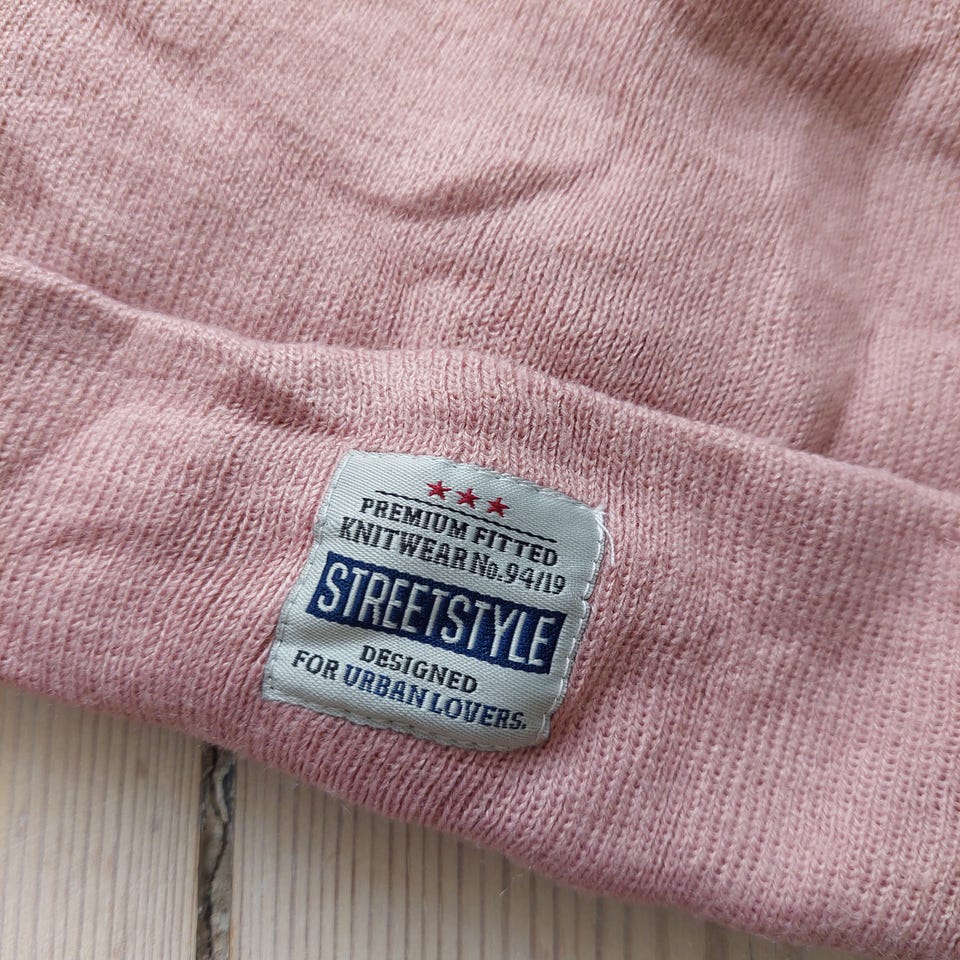 PREMIUM FITTED
KNITWEAR No.94/19
STREETSTYLE
DESIGNED
FOR URBAN LOVERS.